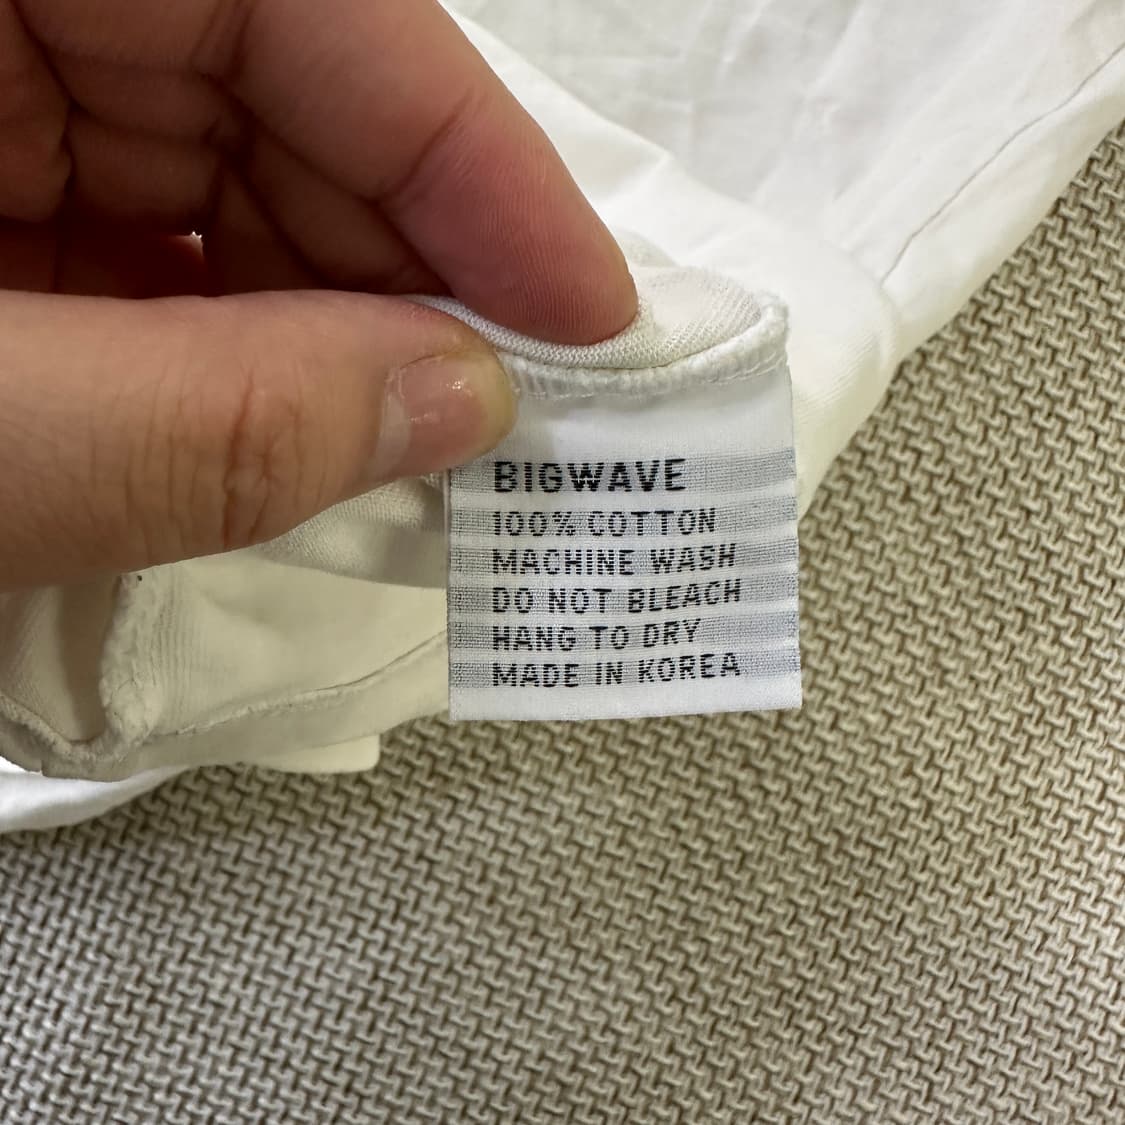 BIGWAVE
100% COTTON
MACHINE WASH
DO NOT BLEACH
HANG TO DRY
MADE IN KOREA